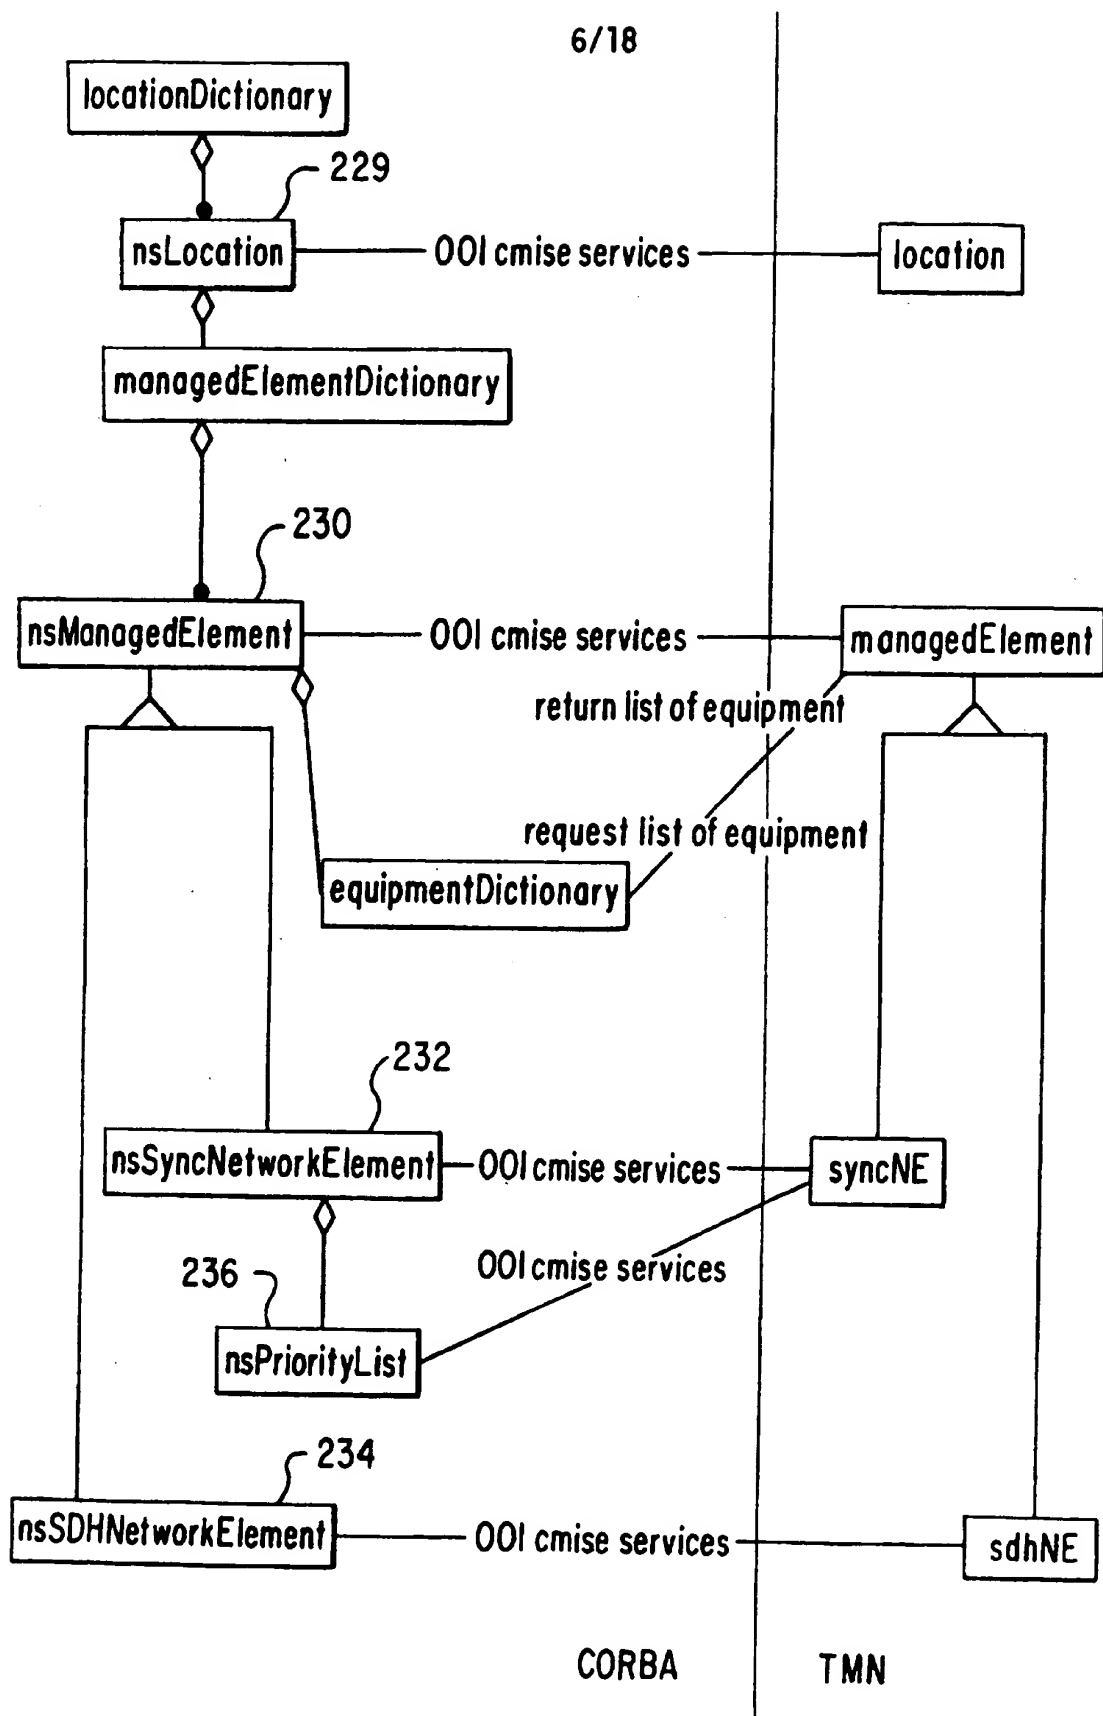 6/18
locationDictionary
229
nsLocation
OOI cmise services
location
managedElementDictionary
230
nsManagedElement
OOI cmise services
managedElement
return list of equipment
request list of equipment
equipmentDictionary
232
nsSyncNetworkElement
OOI cmise services
syncNE
OOI cmise services
236
nsPriorityList
234
nsSDHNetworkElement
OOI cmise services
sdhNE
CORBA
TMN